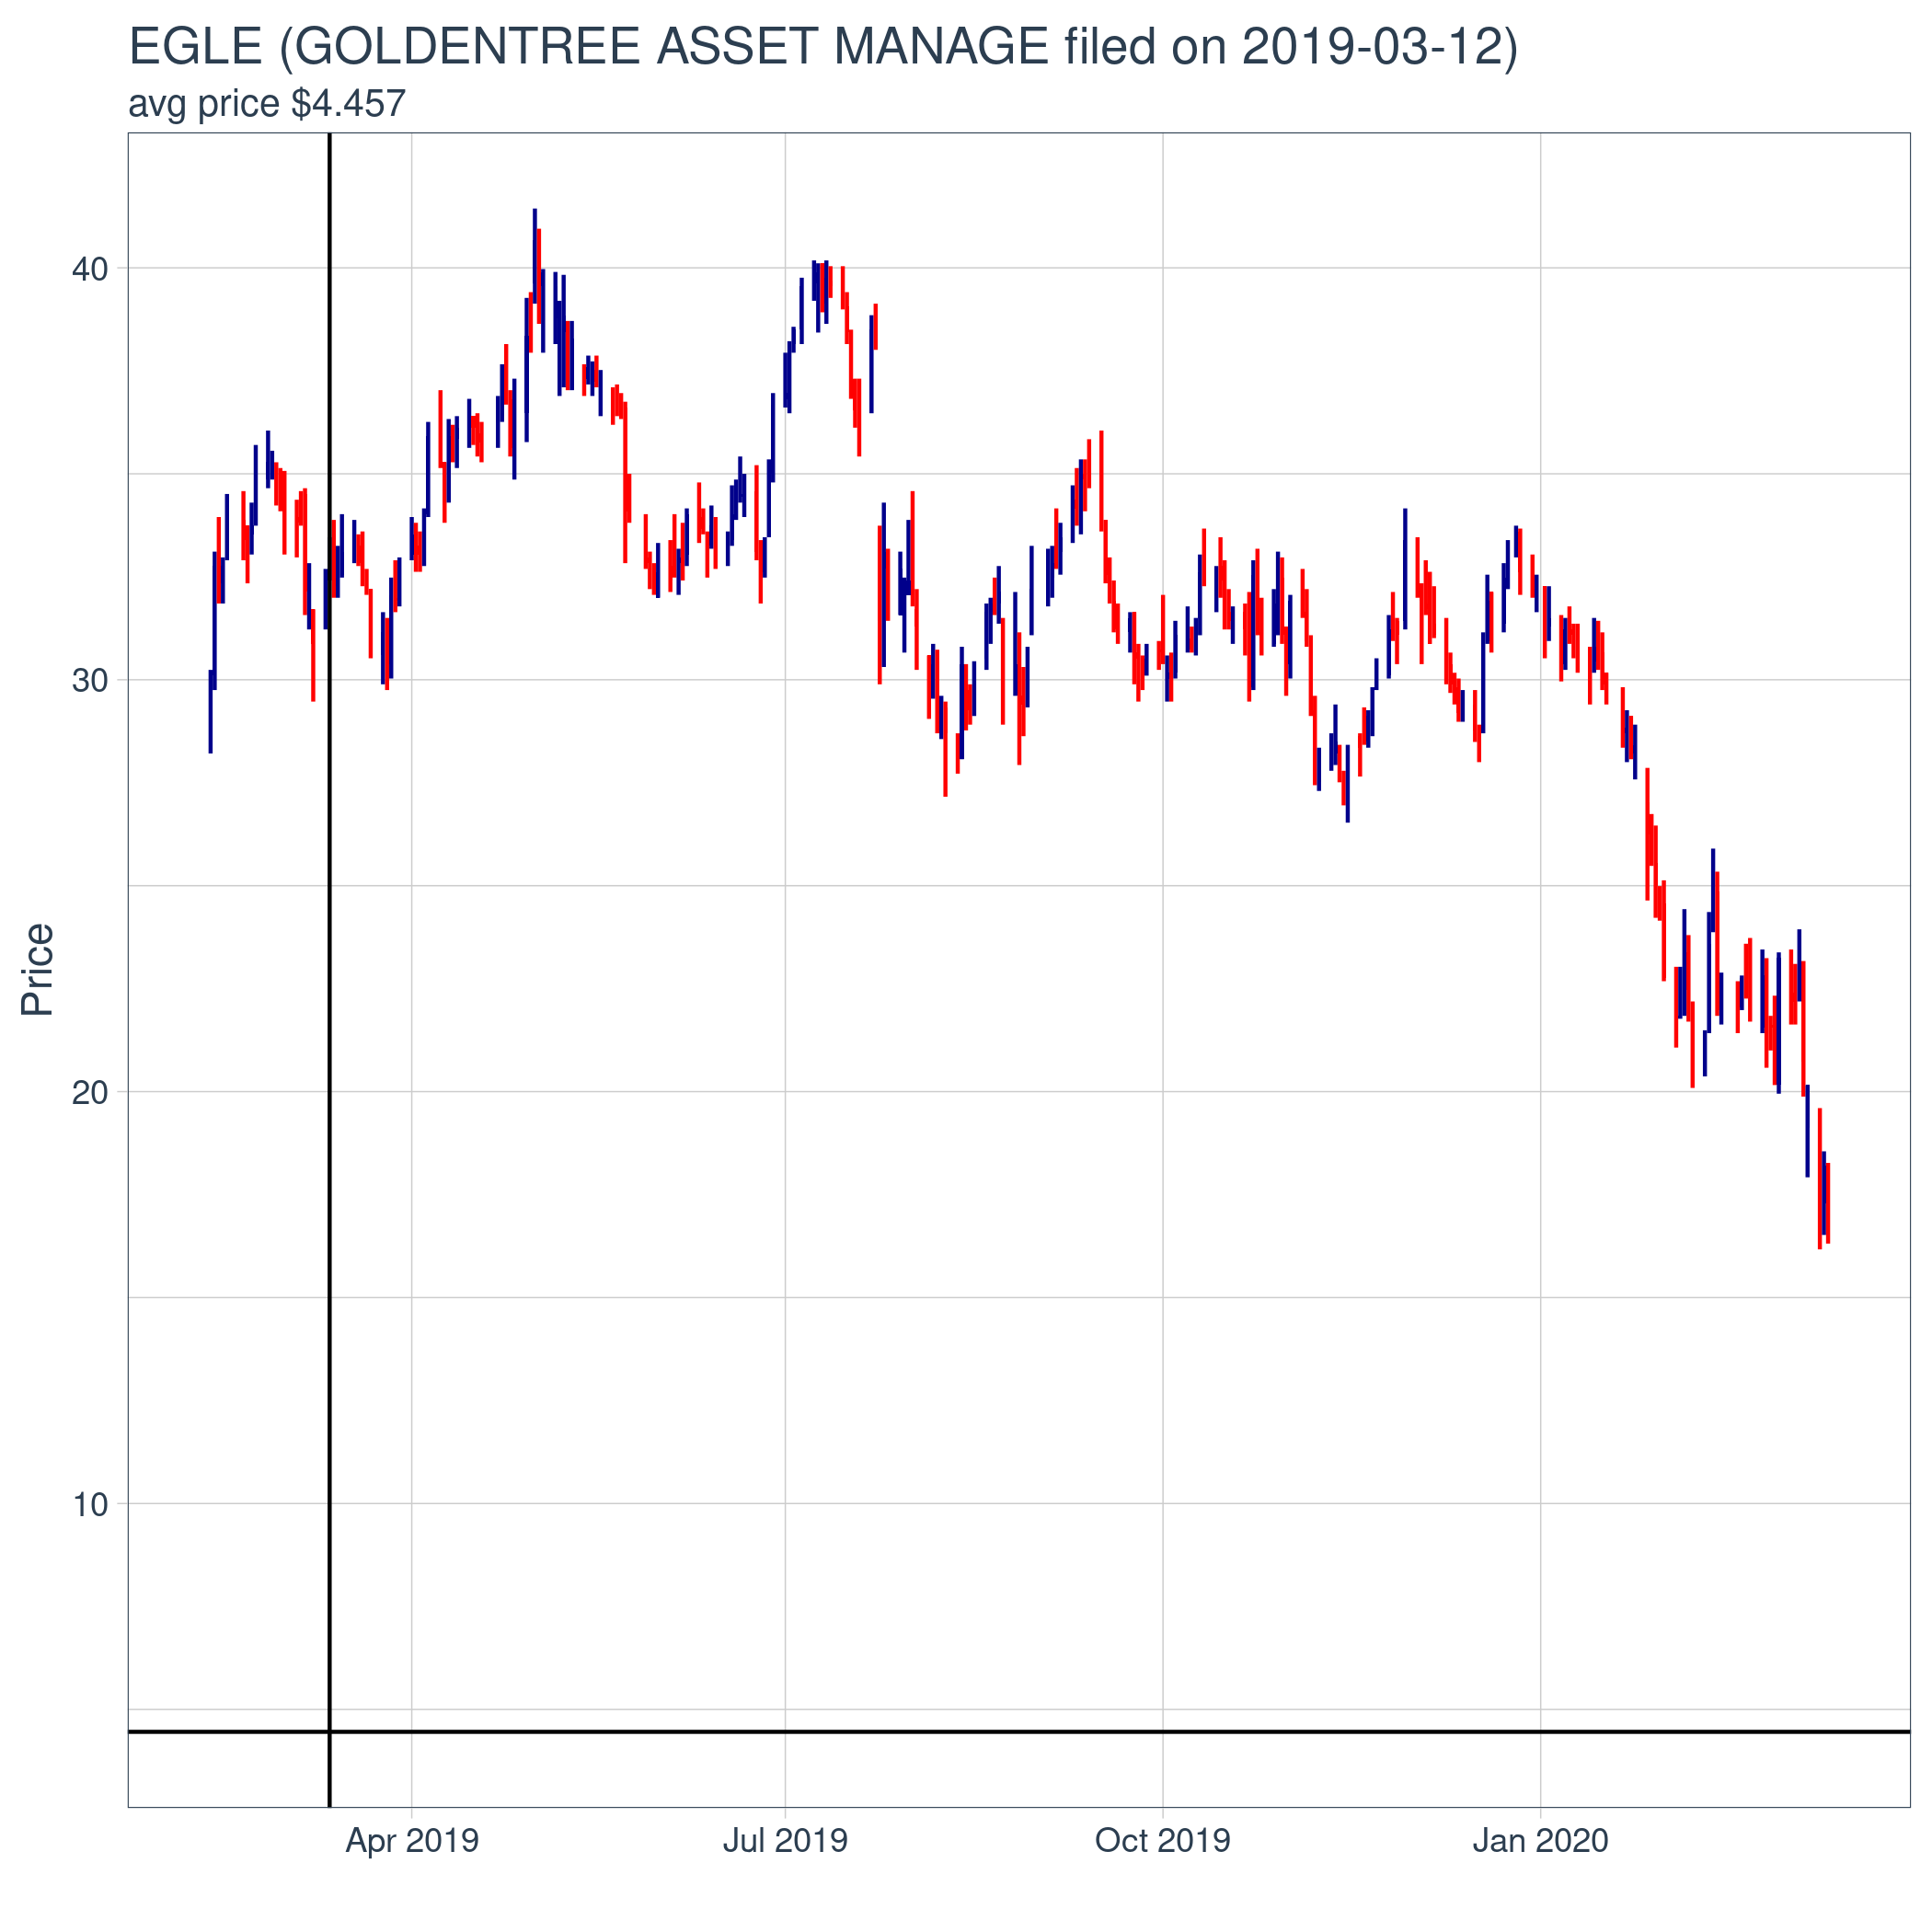 EGLE (GOLDENTREE ASSET MANAGE filed on 2019-03-12)
avg price $4.457
40
30
20
10
Price
Apr 2019
Jul 2019
Oct 2019
Jan 2020